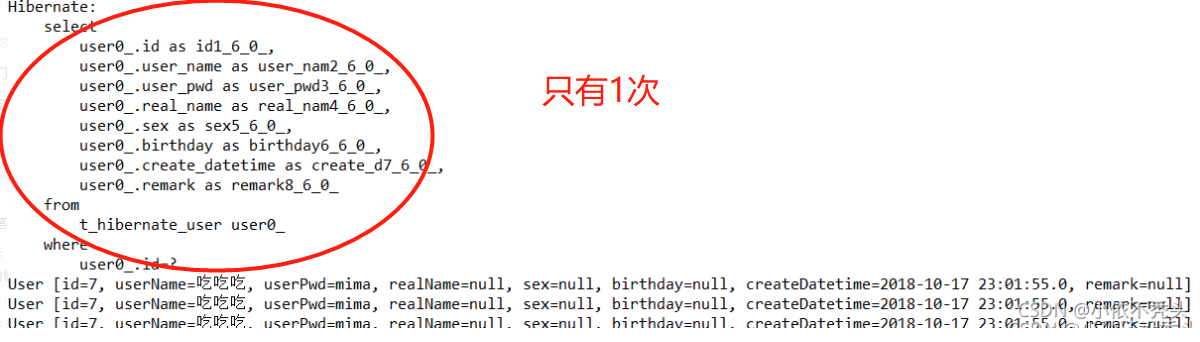 Hibernate:
select
user0_.id as id1_6_0_,
user0_.user_name as user_nam2_6_0_,
user0_.user_pwd as user_pwd3_6_0_,
user0_.real_name as real_nam4_6_0_,
user0_.sex as sex5_6_0_,
user0_.birthday as birthday6_6_0_,
user0_.create_datetime as create_d7_6_0_,
user0_.remark as remark8_6_0_
from
t_hibernate_user user0_
where
user0_.id=?
只有1次
User [id=7, userName=吃吃吃, userPwd=mima, realName=null, sex=null, birthday=null, createDatetime=2018-10-17 23:01:55.0, remark=null]
User [id=7, userName=吃吃吃, userPwd=mima, realName=null, sex=null, birthday=null, createDatetime=2018-10-17 23:01:55.0, remark=null]
User [id=7, userName=吃吃吃, userPwd=mima, realName=null, sex=null, birthday=null, createDatetime=2018-10-17 23:01:55.0, remark=null]
CSDN @小依不秃头